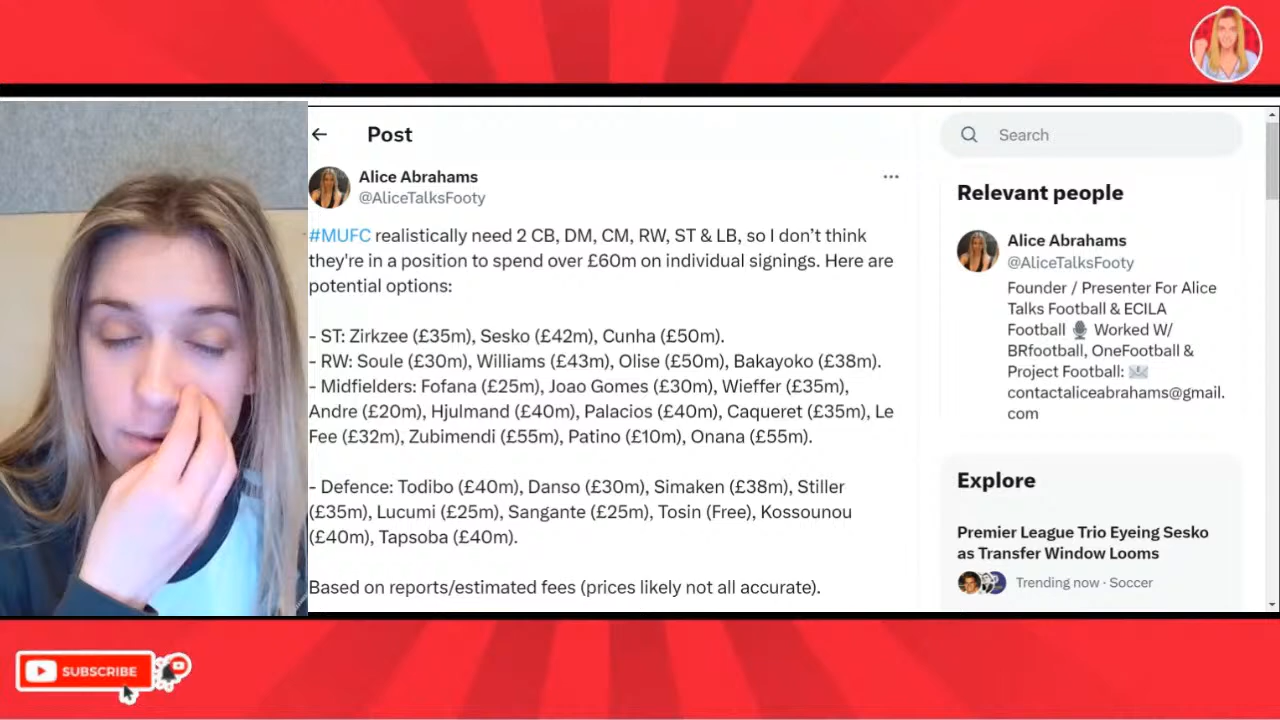 Post
Search
Alice Abrahams
@AliceTalksFooty
#MUFC realistically need 2 CB, DM, CM, RW, ST & LB, so I don’t think
they're in a position to spend over £60m on individual signings. Here are
potential options:
- ST: Zirkzee (£35m), Sesko (£42m), Cunha (£50m).
- RW: Soule (£30m), Williams (£43m), Olise (£50m), Bakayoko (£38m).
- Midfielders: Fofana (£25m), Joao Gomes (£30m), Wieffer (£35m),
Andre (£20m), Hjulmand (£40m), Palacios (£40m), Caqueret (£35m), Le
Fee (£32m), Zubimendi (£55m), Patino (£10m), Onana (£55m).
- Defence: Todibo (£40m), Danso (£30m), Simaken (£38m), Stiller
(£35m), Lucumi (£25m), Sangante (£25m), Tosin (Free), Kossounou
(£40m), Tapsoba (£40m).
Based on reports/estimated fees (prices likely not all accurate).
Relevant people
Alice Abrahams
@AliceTalksFooty
Founder / Presenter For Alice
Talks Football & ECILA
Football Worked W/
BRfootball, OneFootball &
Project Football:
contactaliceabrahams@gmail.
com
Explore
Premier League Trio Eyeing Sesko
as Transfer Window Looms
Trending now · Soccer
SUBSCRIBE